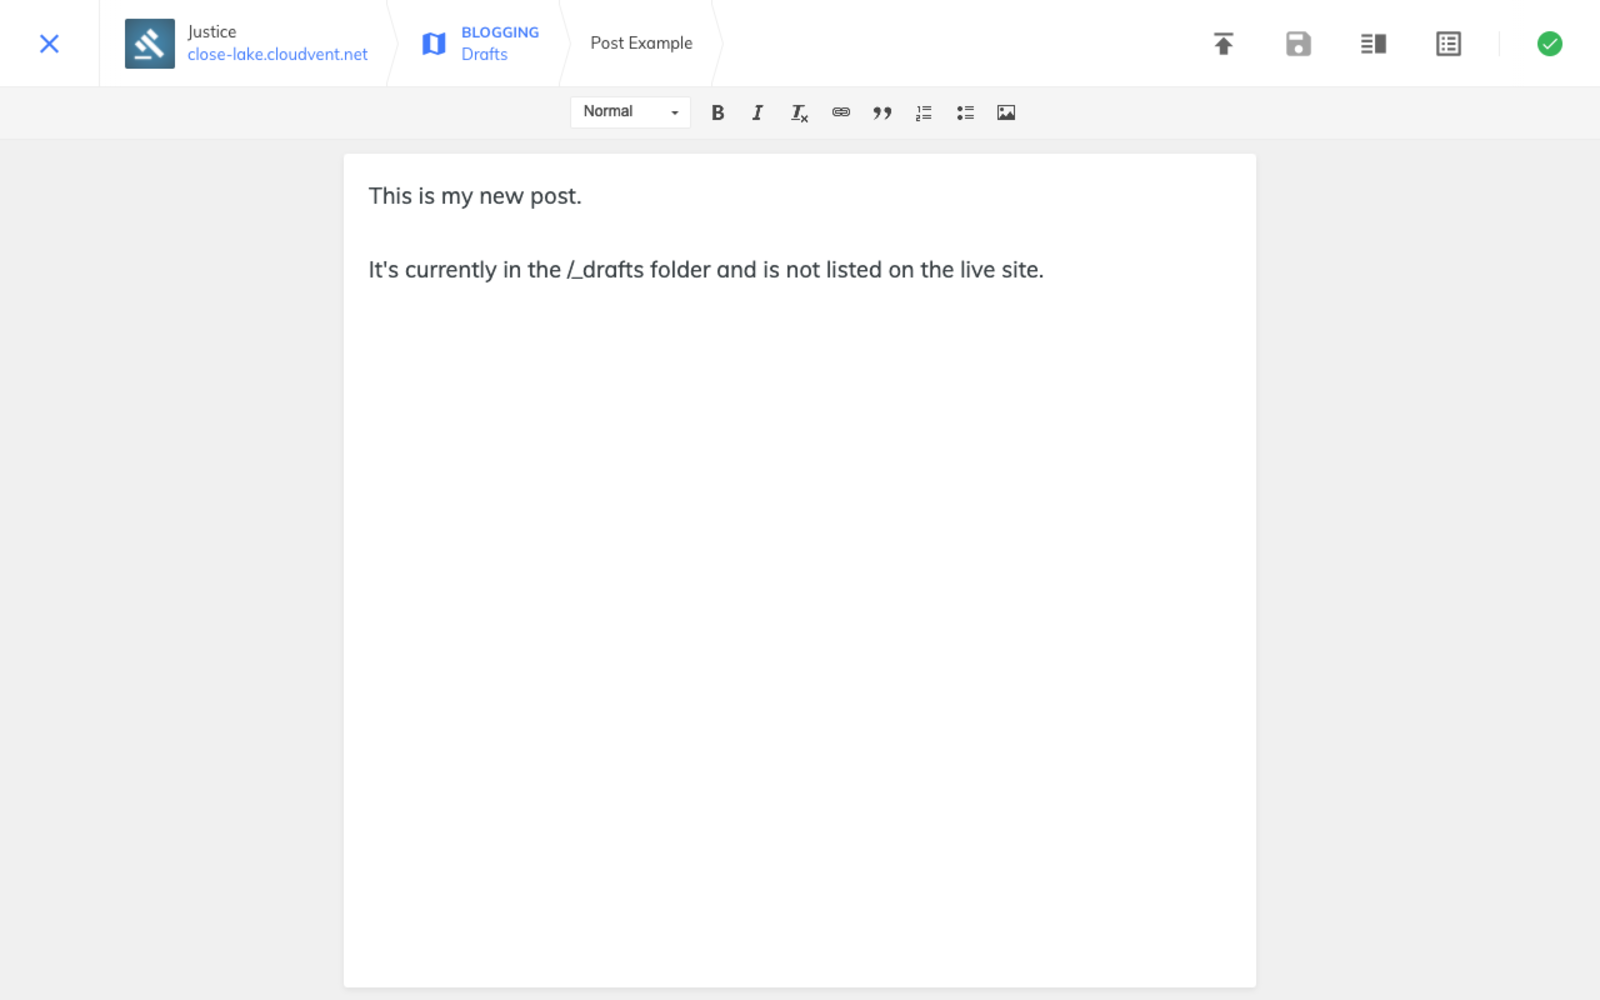 Justice
close-lake.cloudvent.net
BLOGGING
Drafts
Post Example
Normal
This is my new post.
It's currently in the /_drafts folder and is not listed on the live site.